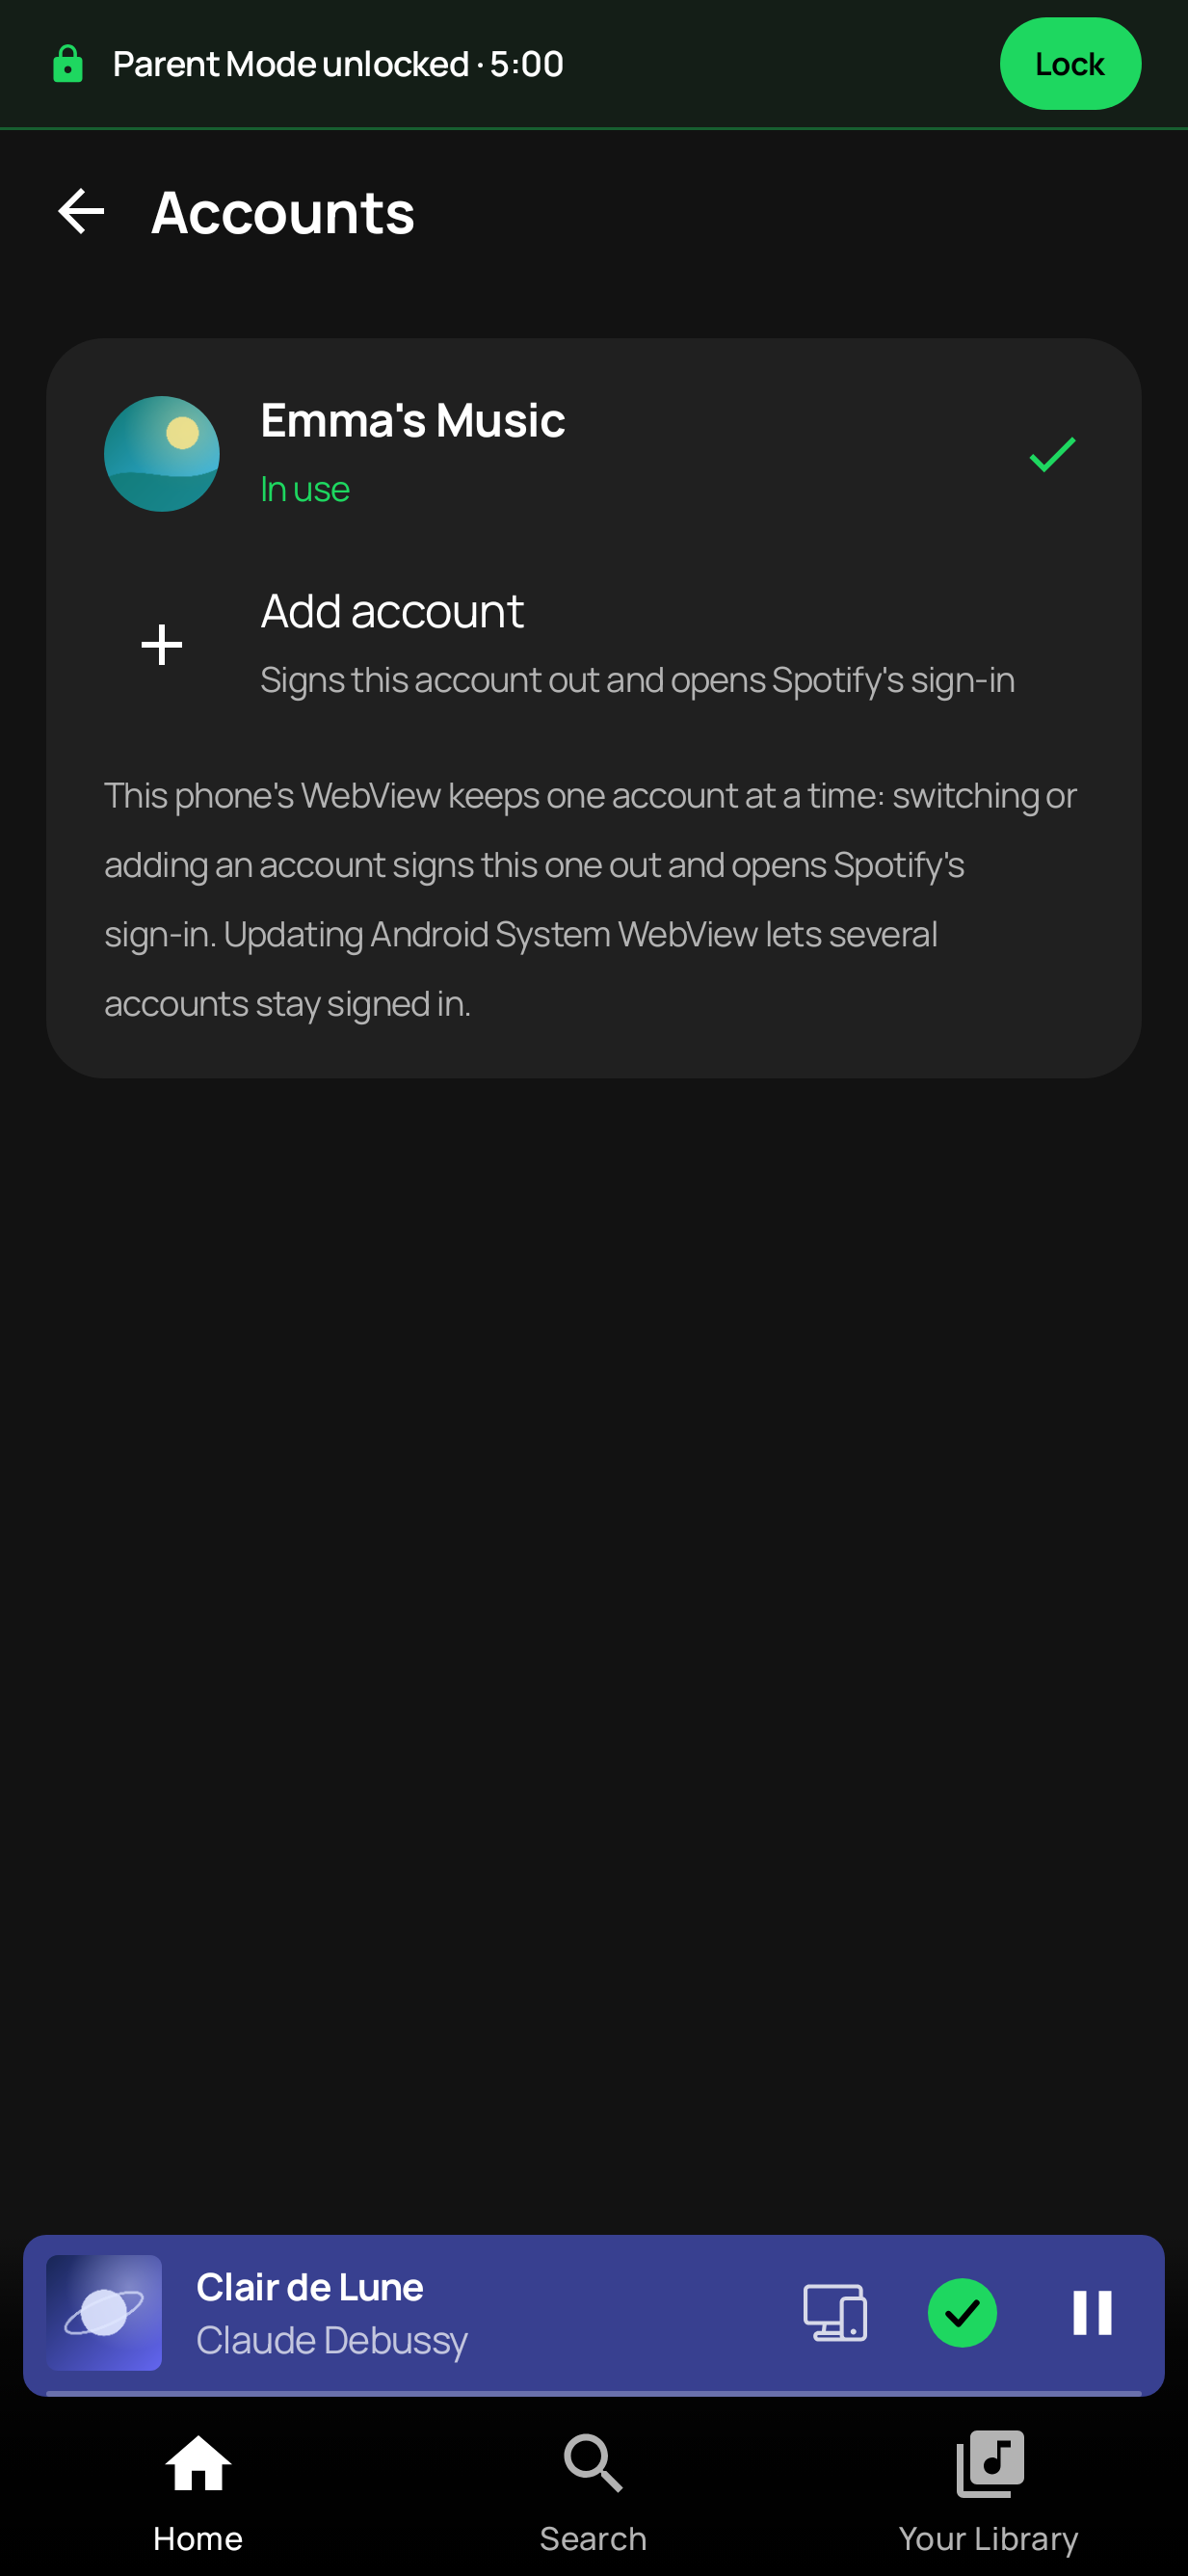 Parent Mode unlocked · 5:00
Lock
Accounts
Emma's Music
In use
Add account
Signs this account out and opens Spotify's sign-in
This phone's WebView keeps one account at a time: switching or
adding an account signs this one out and opens Spotify's
sign-in. Updating Android System WebView lets several
accounts stay signed in.
Clair de Lune
Claude Debussy
Home
Search
Your Library